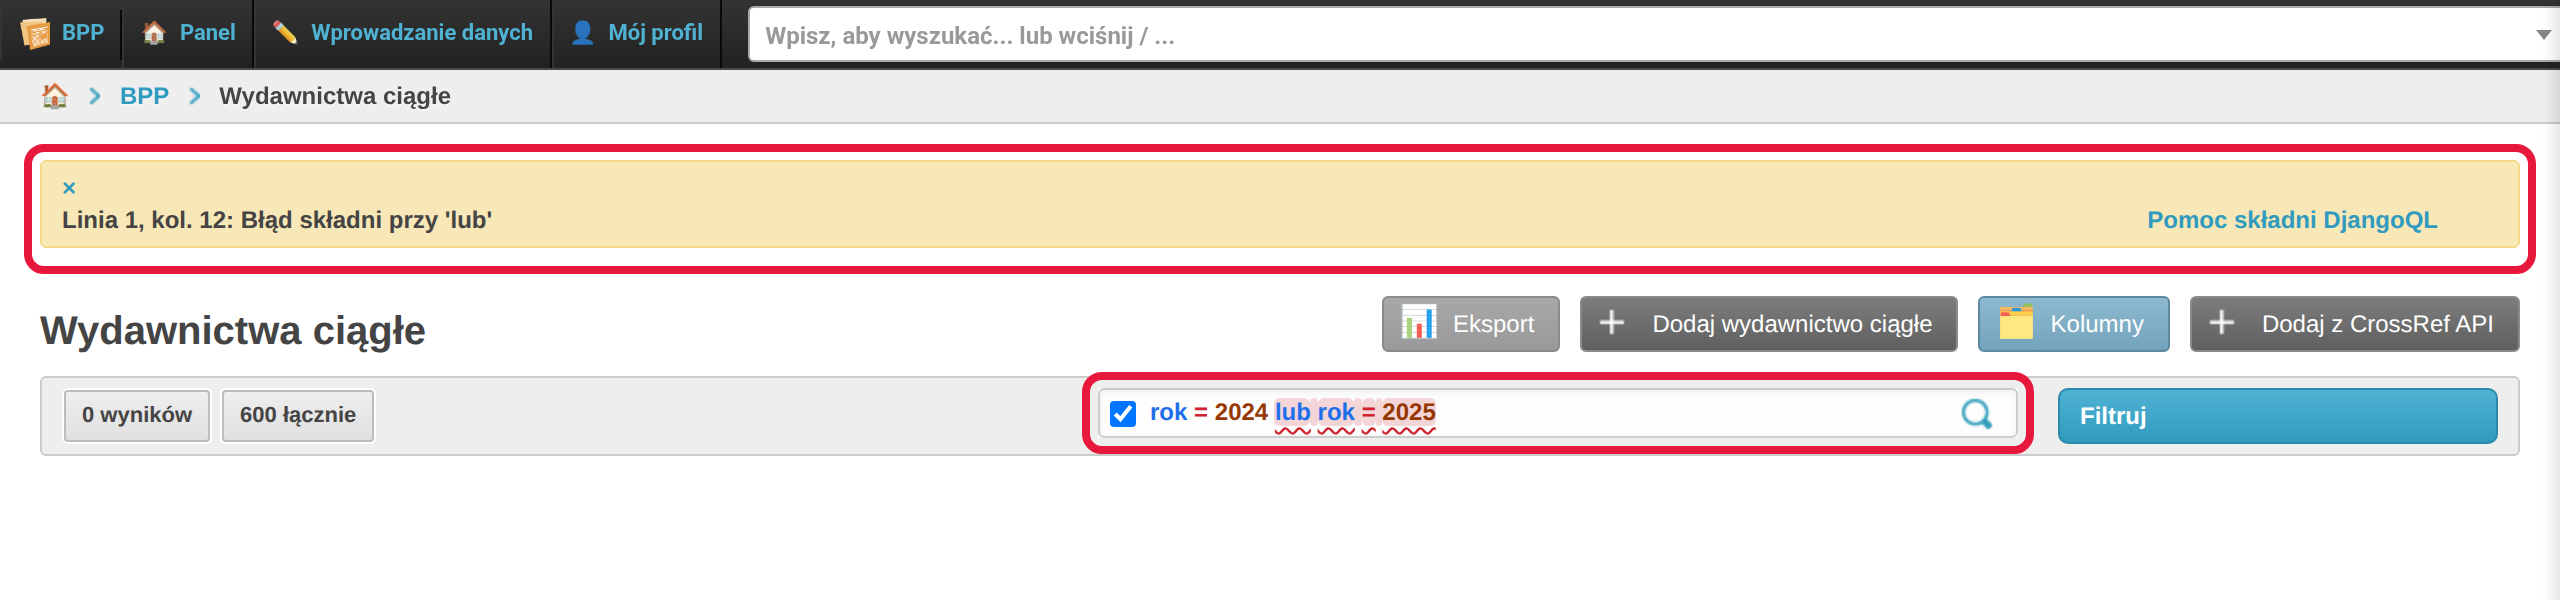 BPP Panel Wprowadzanie danych Mój profil Wpisz, aby wyszukać... lub wciśnij / ...
BPP Wydawnictwa ciągłe
×
Linia 1, kol. 12: Błąd składni przy 'lub' Pomoc składni DjangoQL
Wydawnictwa ciągłe Eksport Dodaj wydawnictwo ciągłe Kolumny Dodaj z CrossRef API
0 wyników 600 łącznie rok = 2024 lub rok = 2025 Filtruj